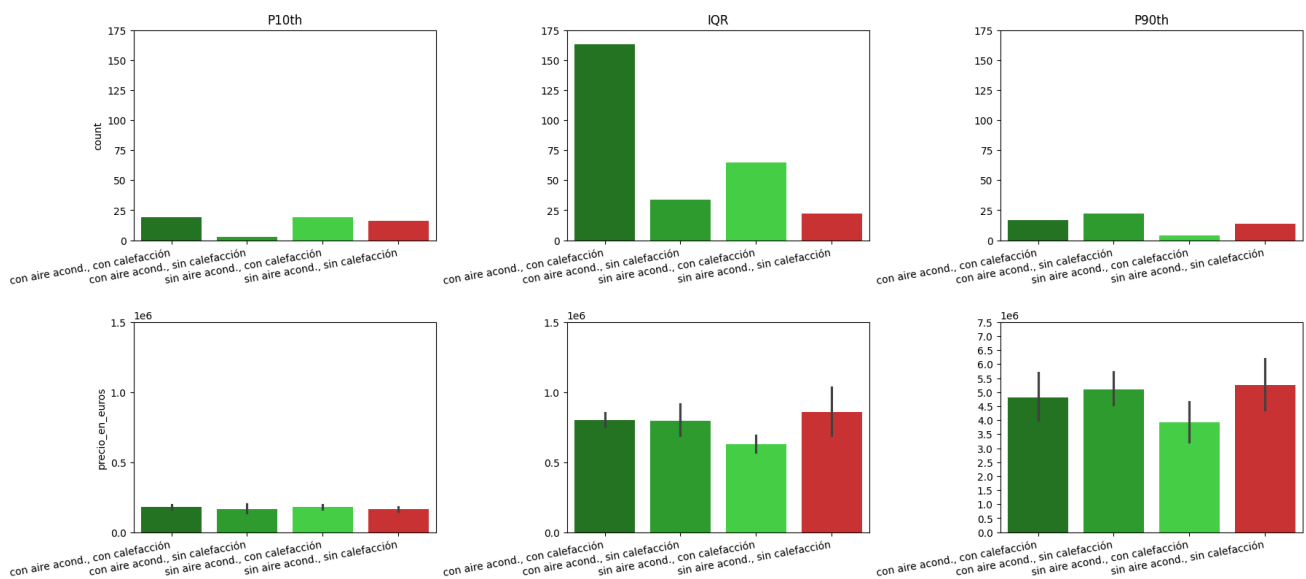 P10th
175
150
125
100
75
50
25
0
count
con aire acond., con calefacción
con aire acond., sin calefacción
sin aire acond., con calefacción
sin aire acond., sin calefacción
IQR
175
150
125
100
75
50
25
0
con aire acond., con calefacción
con aire acond., sin calefacción
sin aire acond., con calefacción
sin aire acond., sin calefacción
P90th
175
150
125
100
75
50
25
0
con aire acond., con calefacción
con aire acond., sin calefacción
sin aire acond., con calefacción
sin aire acond., sin calefacción
1e6
1.5
1.0
0.5
0.0
precio_en_euros
con aire acond., con calefacción
con aire acond., sin calefacción
sin aire acond., con calefacción
sin aire acond., sin calefacción
1e6
1.5
1.0
0.5
0.0
con aire acond., con calefacción
con aire acond., sin calefacción
sin aire acond., con calefacción
sin aire acond., sin calefacción
1e6
7.5
7.0
6.5
6.0
5.5
5.0
4.5
4.0
3.5
3.0
2.5
2.0
1.5
1.0
0.5
0.0
con aire acond., con calefacción
con aire acond., sin calefacción
sin aire acond., con calefacción
sin aire acond., sin calefacción